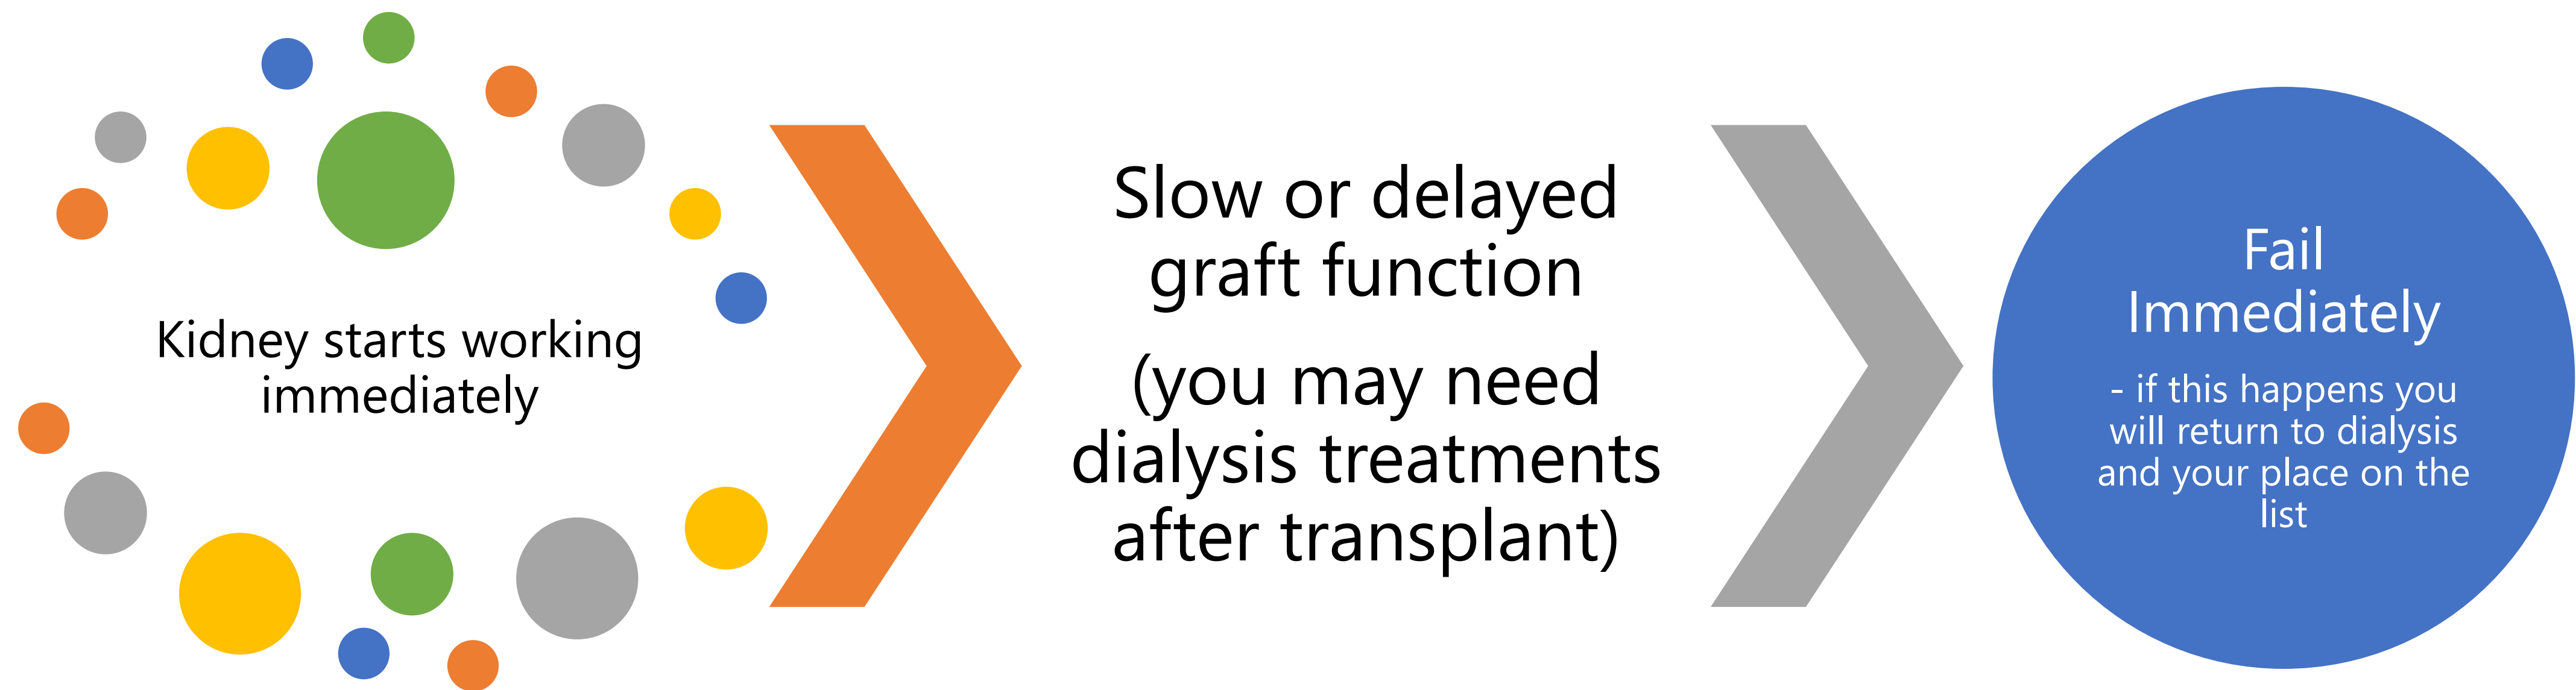 Kidney starts working
immediately
Slow or delayed
graft function
(you may need
dialysis treatments
after transplant)
Fail
Immediately
- if this happens you
will return to dialysis
and your place on the
list